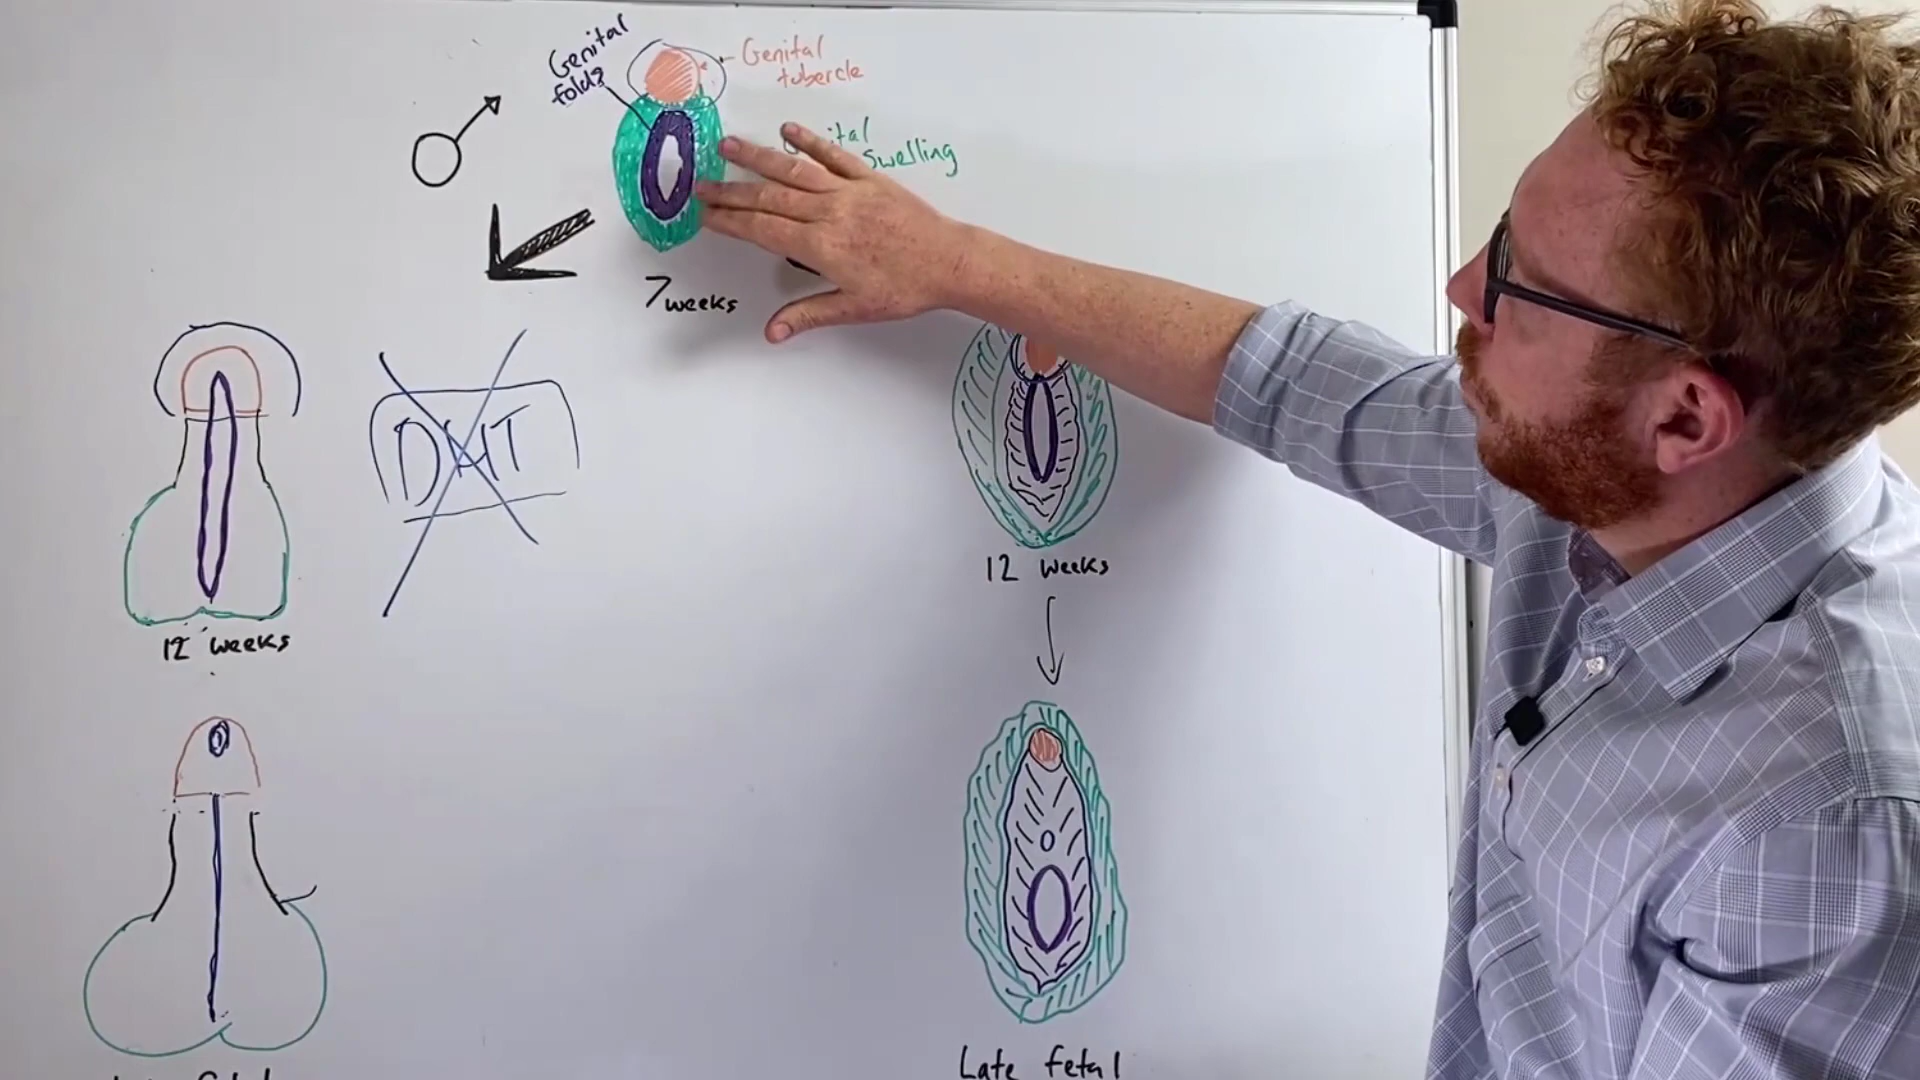 Genital
folds
Genital
tubercle
swelling
7 weeks
DHT
12 weeks
12 weeks
Late fetal